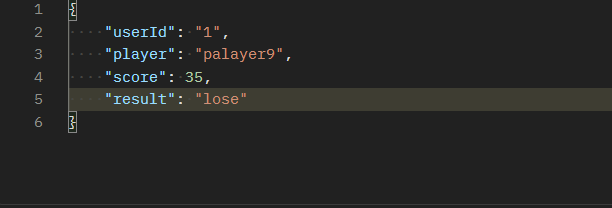 1 {
2 "userId": "1",
3 "player": "palayer9",
4 "score": 35,
5 "result": "lose"
6 }